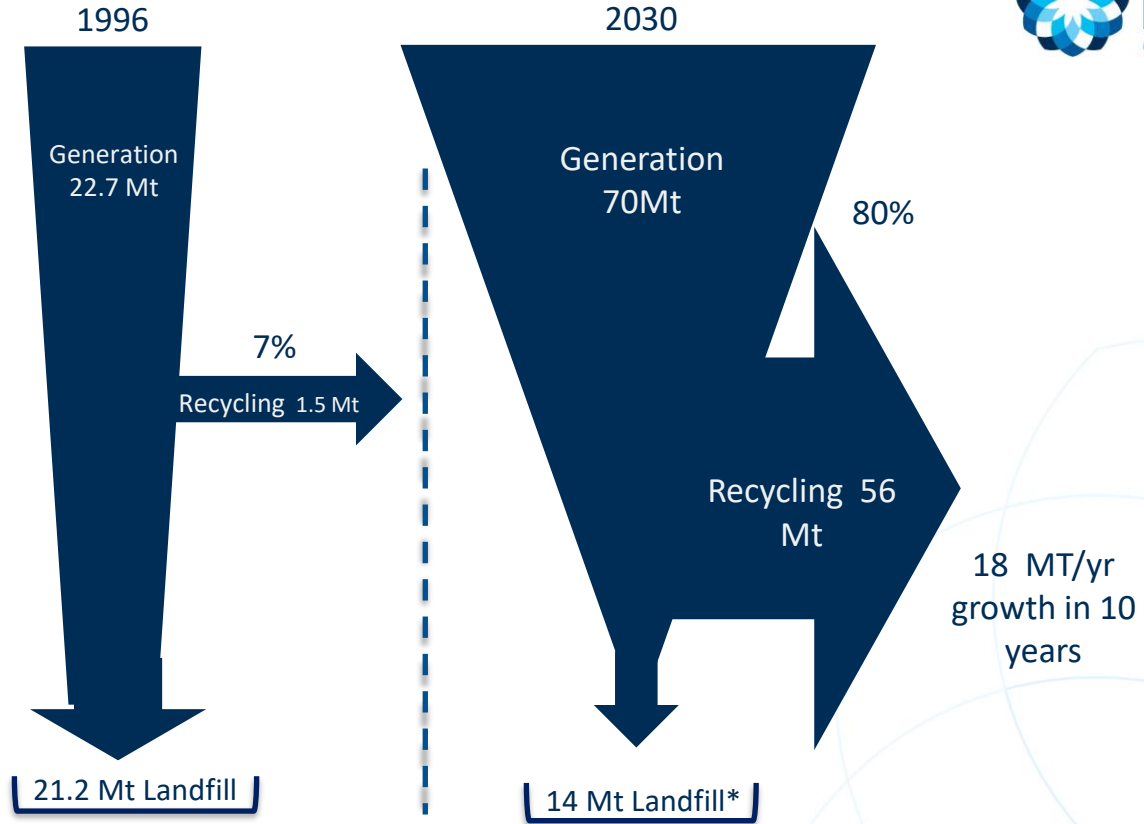 1996
Generation
22.7 Mt
7%
Recycling 1.5 Mt
21.2 Mt Landfill
2030
Generation
70Mt
80%
Recycling 56
Mt
18 MT/yr
growth in 10
years
14 Mt Landfill*